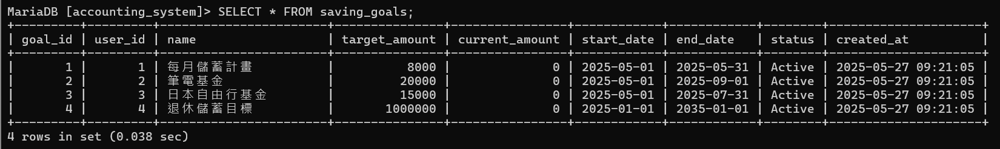 MariaDB [accounting_system]> SELECT * FROM saving_goals;
+---------+---------+-----------------------+---------------+----------------+------------+------------+--------+---------------------+
| goal_id | user_id | name                  | target_amount | current_amount | start_date | end_date   | status | created_at          |
+---------+---------+-----------------------+---------------+----------------+------------+------------+--------+---------------------+
|       1 |       1 | 每月儲蓄計畫          |          8000 |              0 | 2025-05-01 | 2025-05-31 | Active | 2025-05-27 09:21:05 |
|       2 |       2 | 筆電基金              |         20000 |              0 | 2025-05-01 | 2025-09-01 | Active | 2025-05-27 09:21:05 |
|       3 |       3 | 日本自由行基金        |         15000 |              0 | 2025-05-01 | 2025-07-31 | Active | 2025-05-27 09:21:05 |
|       4 |       4 | 退休儲蓄目標          |       1000000 |              0 | 2025-01-01 | 2035-01-01 | Active | 2025-05-27 09:21:05 |
+---------+---------+-----------------------+---------------+----------------+------------+------------+--------+---------------------+
4 rows in set (0.038 sec)